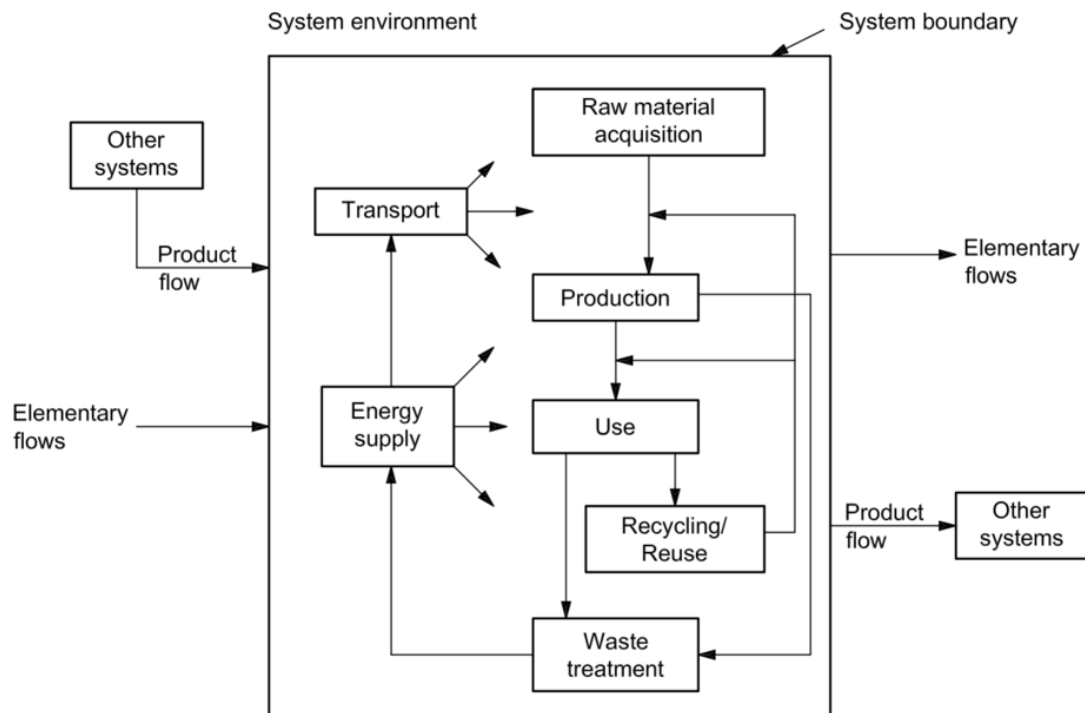 System environment
System boundary
Raw material
acquisition
Other
systems
Transport
Product
flow
Elementary
flows
Production
Elementary
flows
Energy
supply
Use
Recycling/
Reuse
Product
flow
Other
systems
Waste
treatment